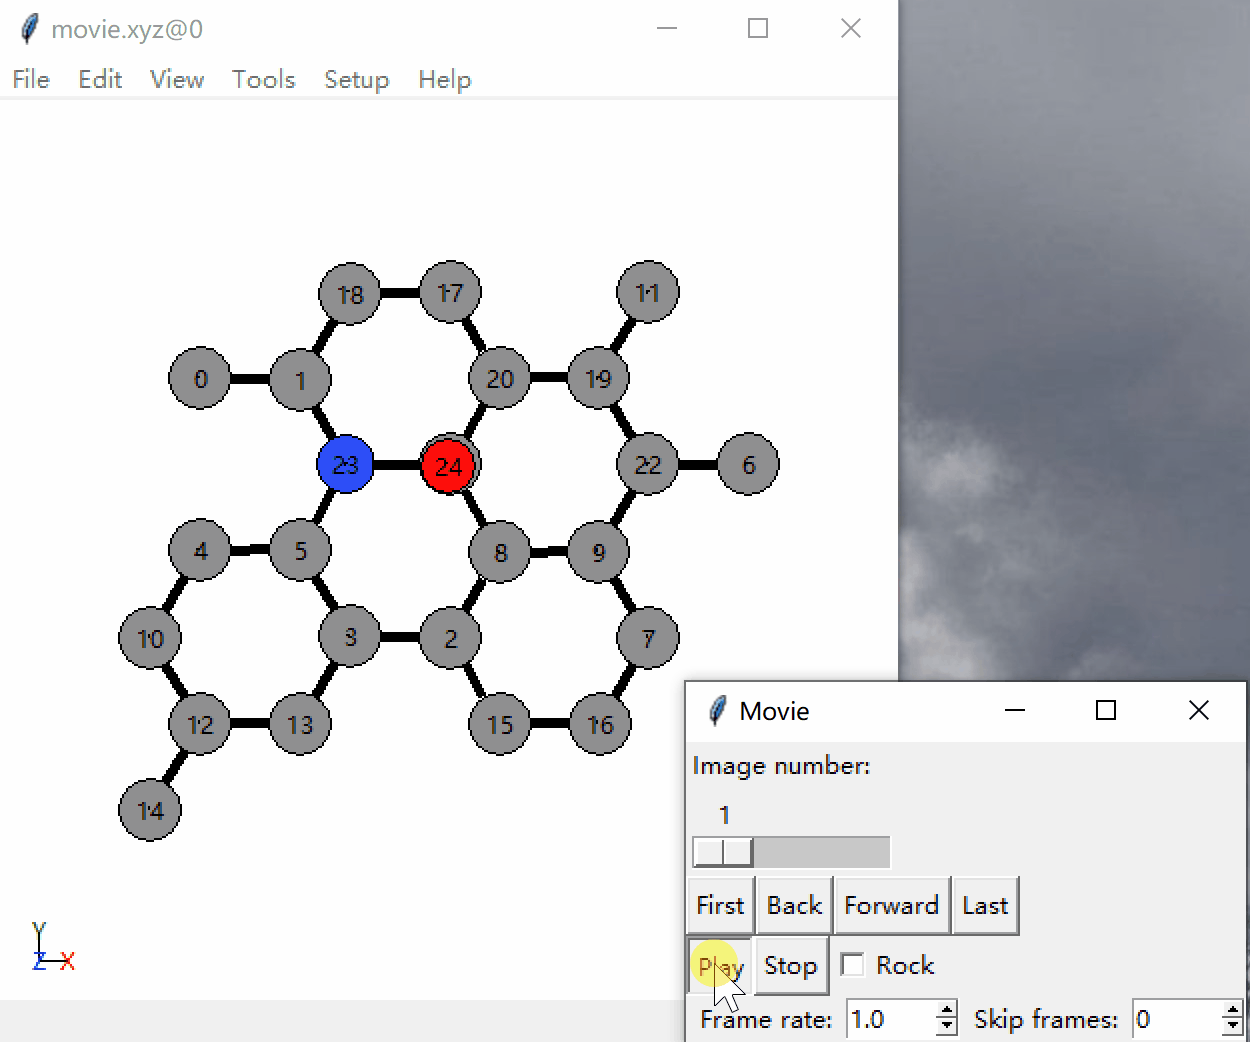 movie.xyz@0
File Edit View Tools Setup Help
18 17 11
0 1 20 19
23 24 22 6
4 5 8 9
10 3 2 7
12 13 15 16
14
Y
Z X
Movie
Image number:
1
First Back Forward Last
Play Stop Rock
Frame rate: 1.0 Skip frames: 0